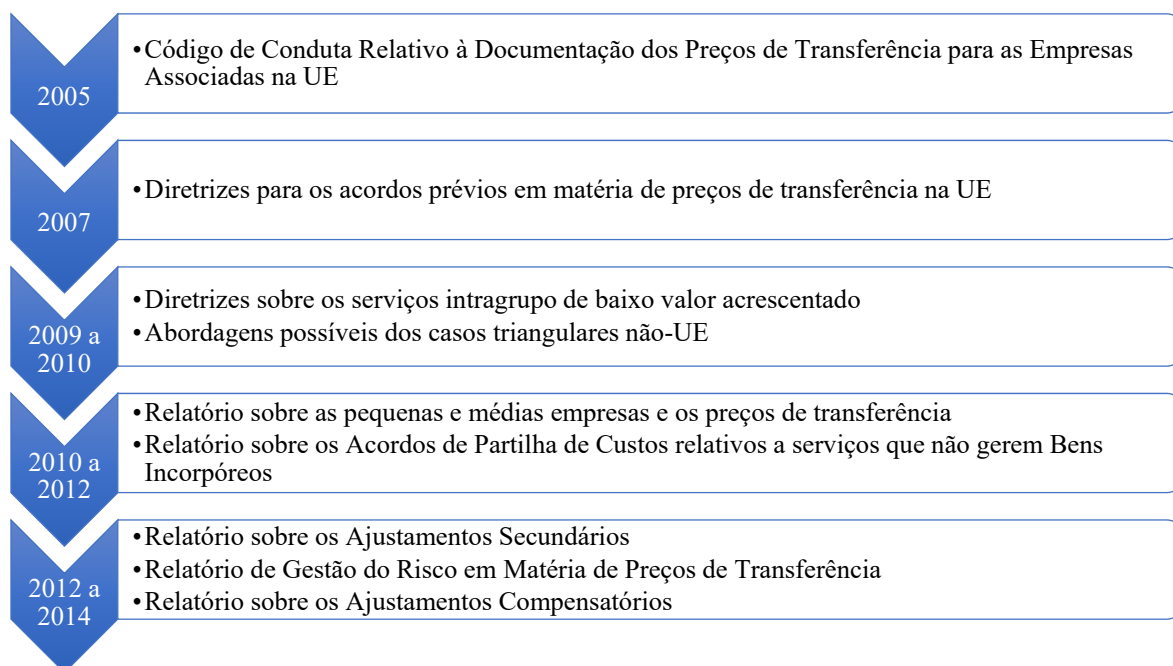 2005
•Código de Conduta Relativo à Documentação dos Preços de Transferência para as Empresas
Associadas na UE
2007
•Diretrizes para os acordos prévios em matéria de preços de transferência na UE
2009 a
2010
•Diretrizes sobre os serviços intragrupo de baixo valor acrescentado
•Abordagens possíveis dos casos triangulares não-UE
2010 a
2012
•Relatório sobre as pequenas e médias empresas e os preços de transferência
•Relatório sobre os Acordos de Partilha de Custos relativos a serviços que não gerem Bens
Incorpóreos
2012 a
2014
•Relatório sobre os Ajustamentos Secundários
•Relatório de Gestão do Risco em Matéria de Preços de Transferência
•Relatório sobre os Ajustamentos Compensatórios